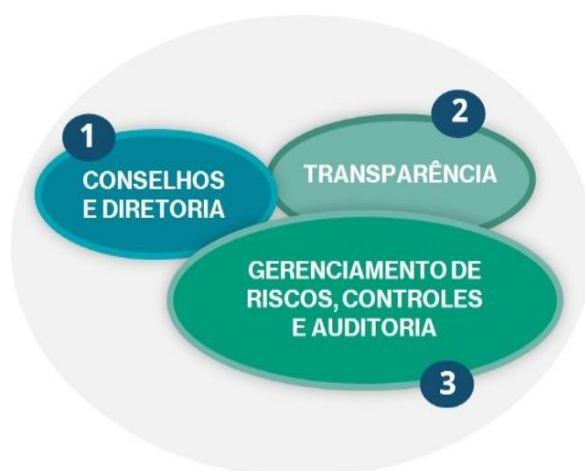 1
CONSELHOS
E DIRETORIA
2
TRANSPARÊNCIA
GERENCIAMENTO DE
RISCOS, CONTROLES
E AUDITORIA
3